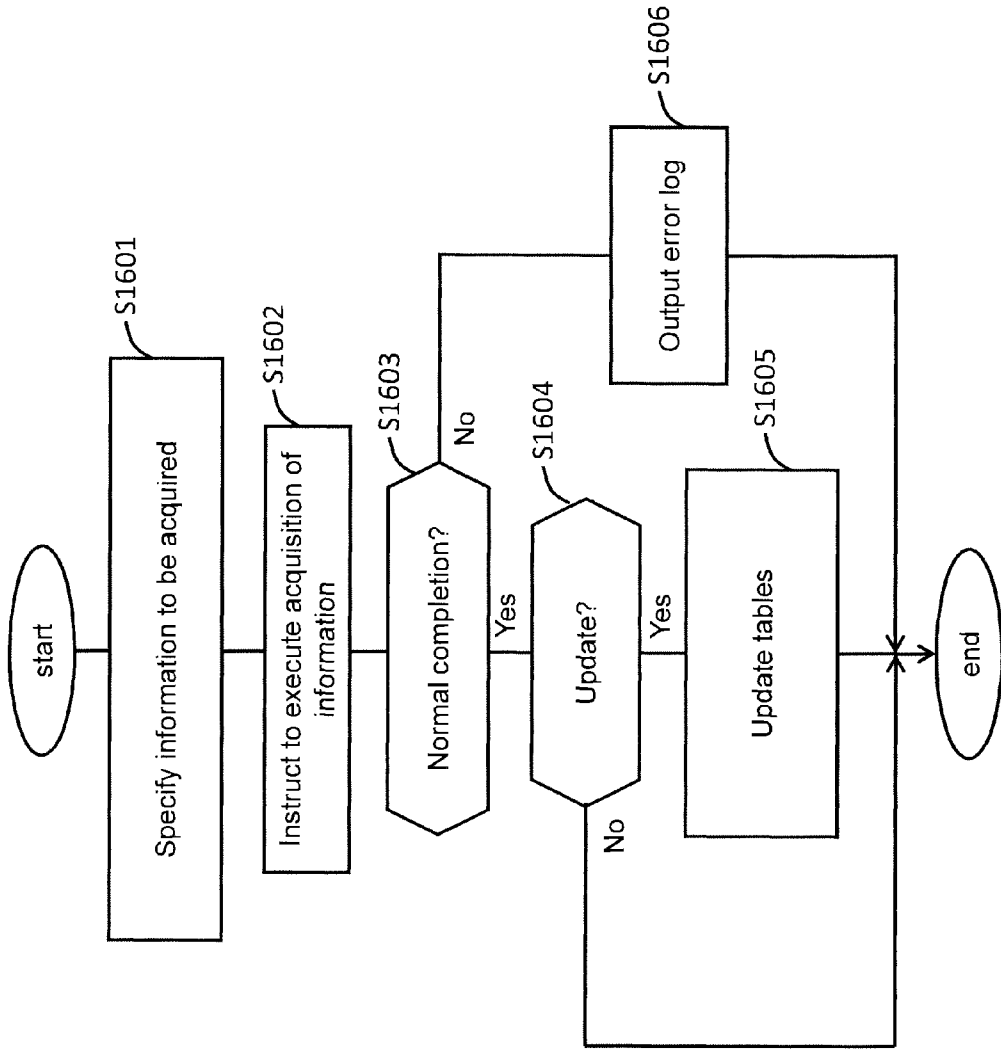 start
Specify information to be acquired
S1601
Instruct to execute acquisition of
information
S1602
Normal completion?
S1603
No
Yes
Update?
S1604
No
Yes
Update tables
S1605
Output error log
S1606
end